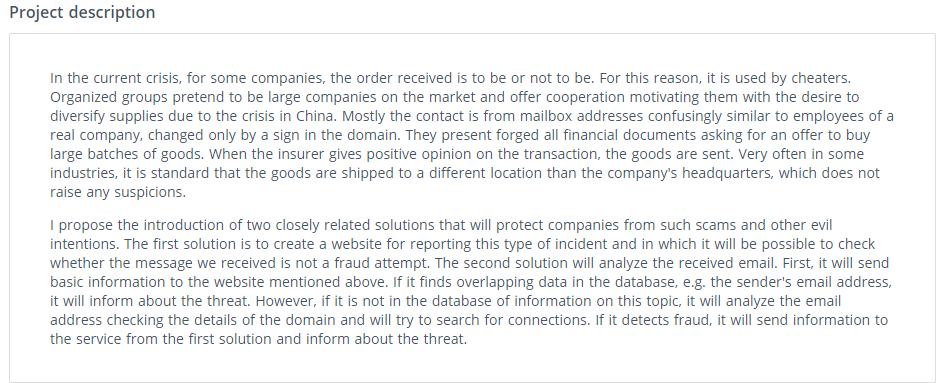 Project description
In the current crisis, for some companies, the order received is to be or not to be. For this reason, it is used by cheaters.
Organized groups pretend to be large companies on the market and offer cooperation motivating them with the desire to
diversify supplies due to the crisis in China. Mostly the contact is from mailbox addresses confusingly similar to employees of a
real company, changed only by a sign in the domain. They present forged all financial documents asking for an offer to buy
large batches of goods. When the insurer gives positive opinion on the transaction, the goods are sent. Very often in some
industries, it is standard that the goods are shipped to a different location than the company's headquarters, which does not
raise any suspicions.
I propose the introduction of two closely related solutions that will protect companies from such scams and other evil
intentions. The first solution is to create a website for reporting this type of incident and in which it will be possible to check
whether the message we received is not a fraud attempt. The second solution will analyze the received email. First, it will send
basic information to the website mentioned above. If it finds overlapping data in the database, e.g. the sender's email address,
it will inform about the threat. However, if it is not in the database of information on this topic, it will analyze the email
address checking the details of the domain and will try to search for connections. If it detects fraud, it will send information to
the service from the first solution and inform about the threat.